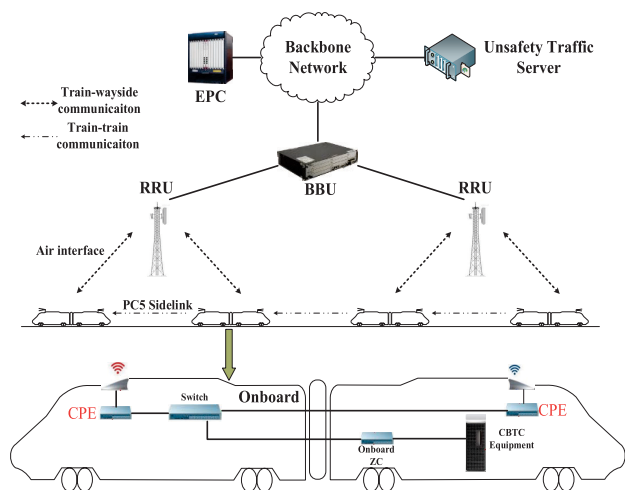 Backbone
Network
Unsafety Traffic
Server
EPC
Train-wayside
communicaiton
Train-train
communicaiton
BBU
RRU
RRU
Air interface
PC5 Sidelink
Onboard
Switch
CPE
CPE
CBTC
Equipment
Onboard
ZC